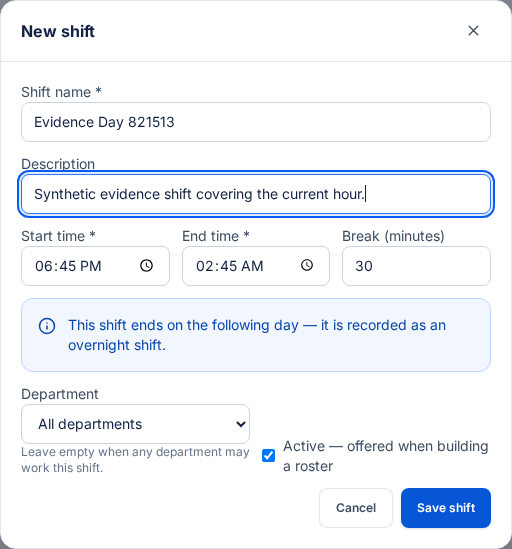 New shift
Shift name *
Evidence Day 821513
Description
Synthetic evidence shift covering the current hour.
Start time * End time * Break (minutes)
06:45 PM 02:45 AM 30
This shift ends on the following day — it is recorded as an
overnight shift.
Department
All departments
Leave empty when any department may
work this shift.
Active — offered when building
a roster
Cancel Save shift